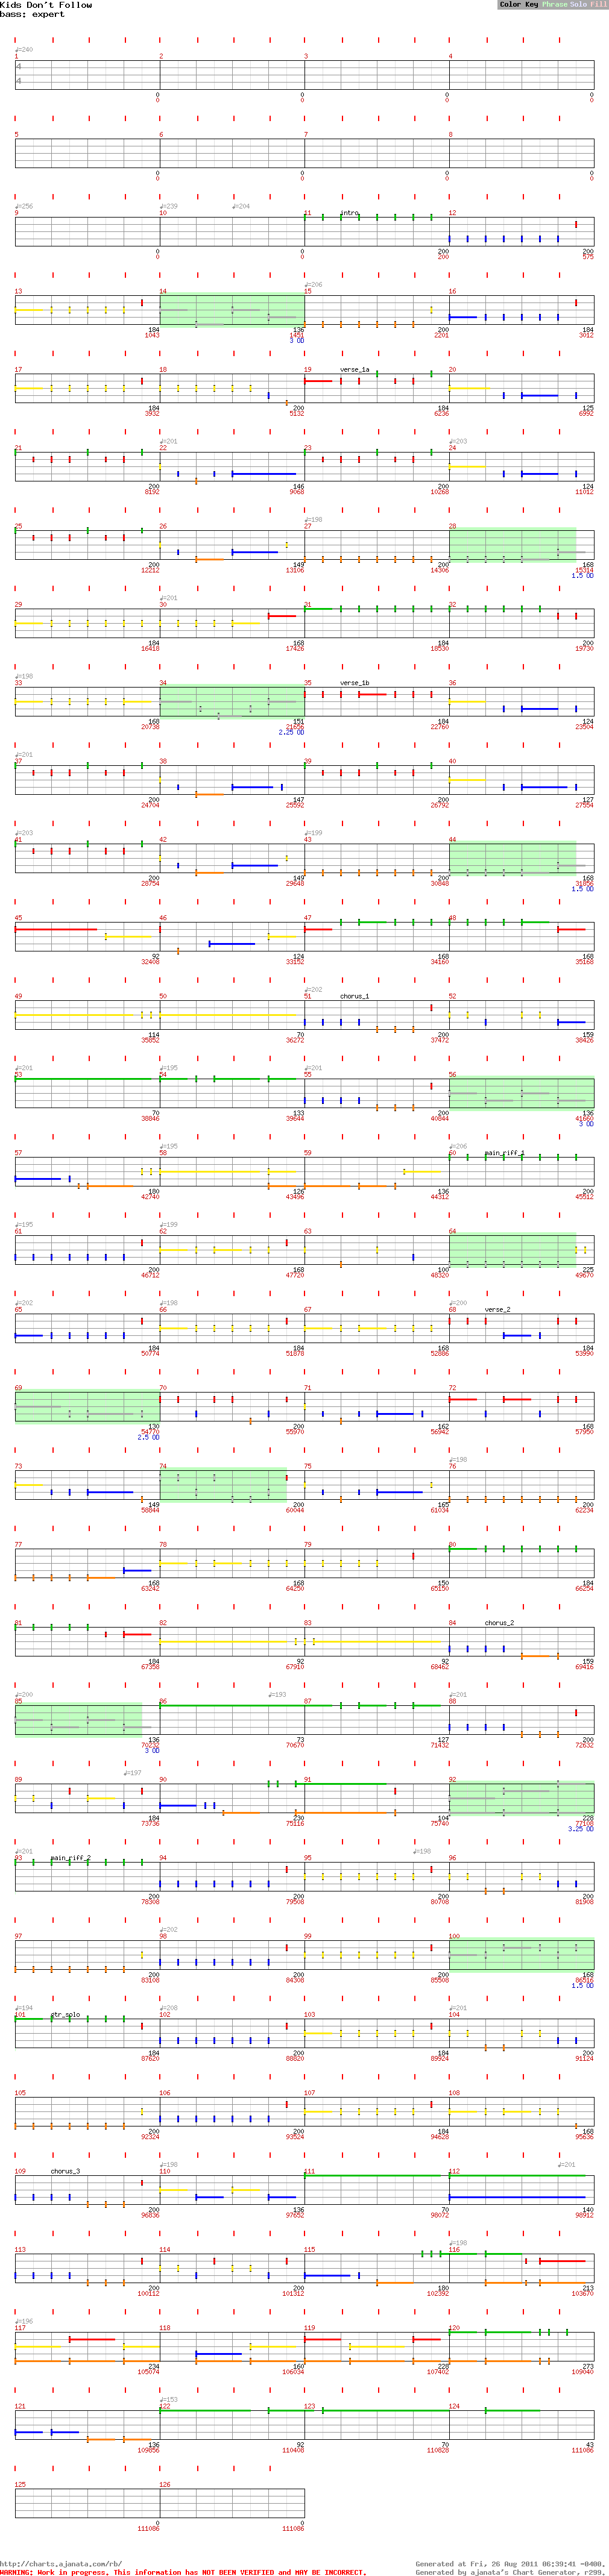 Kids Don't Follow
bass: expert
Color Key Phrase Solo Fill
♩=240
1 2 3 4
4
4
0 0 0 0
0 0 0 0
5 6 7 8
0 0 0 0
0 0 0 0
♩=256 ♩=239 ♩=204
9 10 11 intro 12
0 0 200 200
0 0 200 575
♩=206
13 14 15 16
184 136 200 184
1043 1451 2201 3012
3 OD
17 18 19 verse_1a 20
184 200 184 125
3932 5132 6236 6992
♩=201 ♩=203
21 22 23 24
200 146 200 124
8192 9068 10268 11012
♩=198
25 26 27 28
200 149 200 168
12212 13106 14306 15314
1.5 OD
♩=201
29 30 31 32
184 168 184 200
16418 17426 18530 19730
♩=198
33 34 35 verse_1b 36
168 151 184 124
20738 21656 22760 23504
2.25 OD
♩=201
37 38 39 40
200 147 200 127
24704 25592 26792 27554
♩=203 ♩=199
41 42 43 44
200 149 200 168
28754 29648 30848 31856
1.5 OD
45 46 47 48
92 124 168 168
32408 33152 34160 35168
♩=202
49 50 51 chorus_1 52
114 70 200 159
35852 36272 37472 38426
♩=201 ♩=195 ♩=201
53 54 55 56
70 133 200 136
38846 39644 40844 41660
3 OD
♩=195 ♩=206
57 58 59 60 main_riff_1
180 126 136 200
42740 43496 44312 45512
♩=195 ♩=199
61 62 63 64
200 168 100 225
46712 47720 48320 49670
♩=202 ♩=198 ♩=200
65 66 67 68 verse_2
184 184 168 184
50774 51878 52886 53990
69 70 71 72
130 200 162 168
54770 55970 56942 57950
2.5 OD
♩=198
73 74 75 76
149 200 165 200
58844 60044 61034 62234
77 78 79 80
168 168 150 184
63242 64250 65150 66254
81 82 83 84 chorus_2
184 92 92 159
67358 67910 68462 69416
♩=200 ♩=193 ♩=201
85 86 87 88
136 73 127 200
70232 70670 71432 72632
3 OD
♩=197
89 90 91 92
184 230 104 228
73736 75116 75740 77108
3.25 OD
♩=201 ♩=198
93 main_riff_2 94 95 96
200 200 200 200
78308 79508 80708 81908
♩=202
97 98 99 100
200 200 200 168
83108 84308 85508 86516
1.5 OD
♩=194 ♩=208 ♩=201
101 gtr_solo 102 103 104
184 200 184 200
87620 88820 89924 91124
105 106 107 108
200 200 184 168
92324 93524 94628 95636
♩=198 ♩=201
109 chorus_3 110 111 112
200 136 70 140
96836 97652 98072 98912
♩=198
113 114 115 116
200 200 180 213
100112 101312 102392 103670
♩=196
117 118 119 120
234 160 228 273
105074 106034 107402 109040
♩=153
121 122 123 124
136 92 70 43
109856 110408 110828 111086
125 126
0 0
111086 111086
http://charts.ajanata.com/rb/
Generated at Fri, 26 Aug 2011 06:39:41 -0400.
WARNING: Work in progress. This information has NOT BEEN VERIFIED and MAY BE INCORRECT.
Generated by ajanata's Chart Generator, r299.